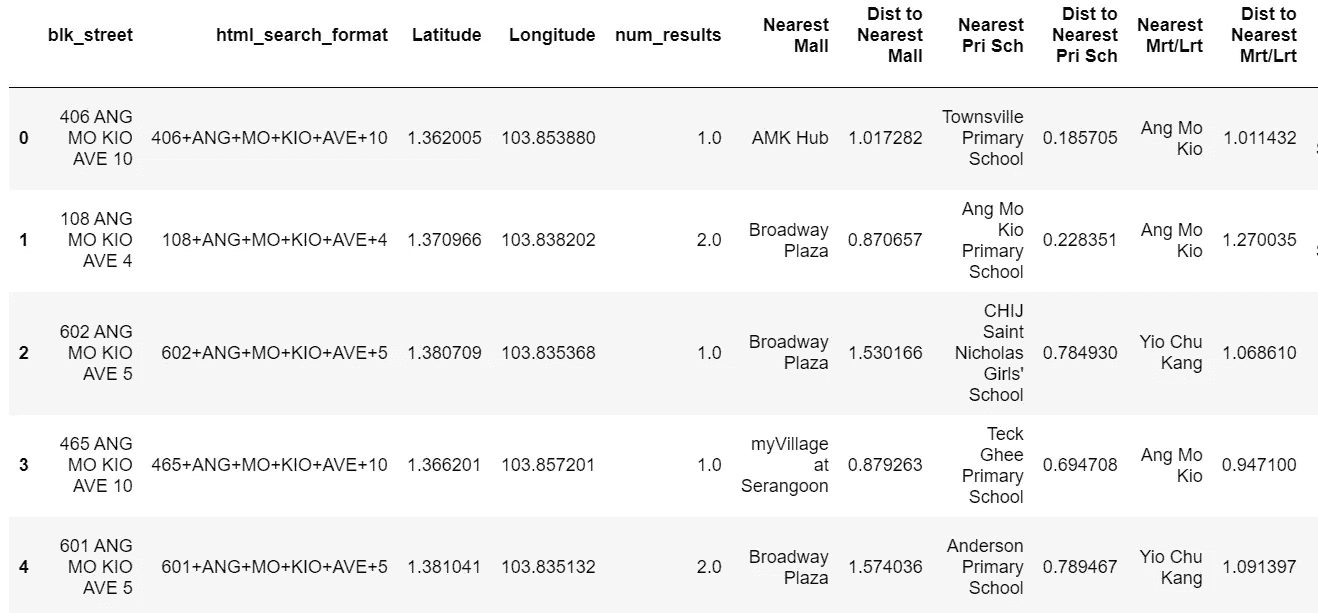 blk_street html_search_format Latitude Longitude num_results Nearest Mall Dist to Nearest Mall Nearest Pri Sch Dist to Nearest Pri Sch Nearest Mrt/Lrt Dist to Nearest Mrt/Lrt
0 406 ANG MO KIO AVE 10 406+ANG+MO+KIO+AVE+10 1.362005 103.853880 1.0 AMK Hub 1.017282 Townsville Primary School 0.185705 Ang Mo Kio 1.011432
1 108 ANG MO KIO AVE 4 108+ANG+MO+KIO+AVE+4 1.370966 103.838202 2.0 Broadway Plaza 0.870657 Ang Mo Kio Primary School 0.228351 Ang Mo Kio 1.270035
2 602 ANG MO KIO AVE 5 602+ANG+MO+KIO+AVE+5 1.380709 103.835368 1.0 Broadway Plaza 1.530166 CHIJ Saint Nicholas Girls' School 0.784930 Yio Chu Kang 1.068610
3 465 ANG MO KIO AVE 10 465+ANG+MO+KIO+AVE+10 1.366201 103.857201 1.0 myVillage at Serangoon 0.879263 Teck Ghee Primary School 0.694708 Ang Mo Kio 0.947100
4 601 ANG MO KIO AVE 5 601+ANG+MO+KIO+AVE+5 1.381041 103.835132 2.0 Broadway Plaza 1.574036 Anderson Primary School 0.789467 Yio Chu Kang 1.091397